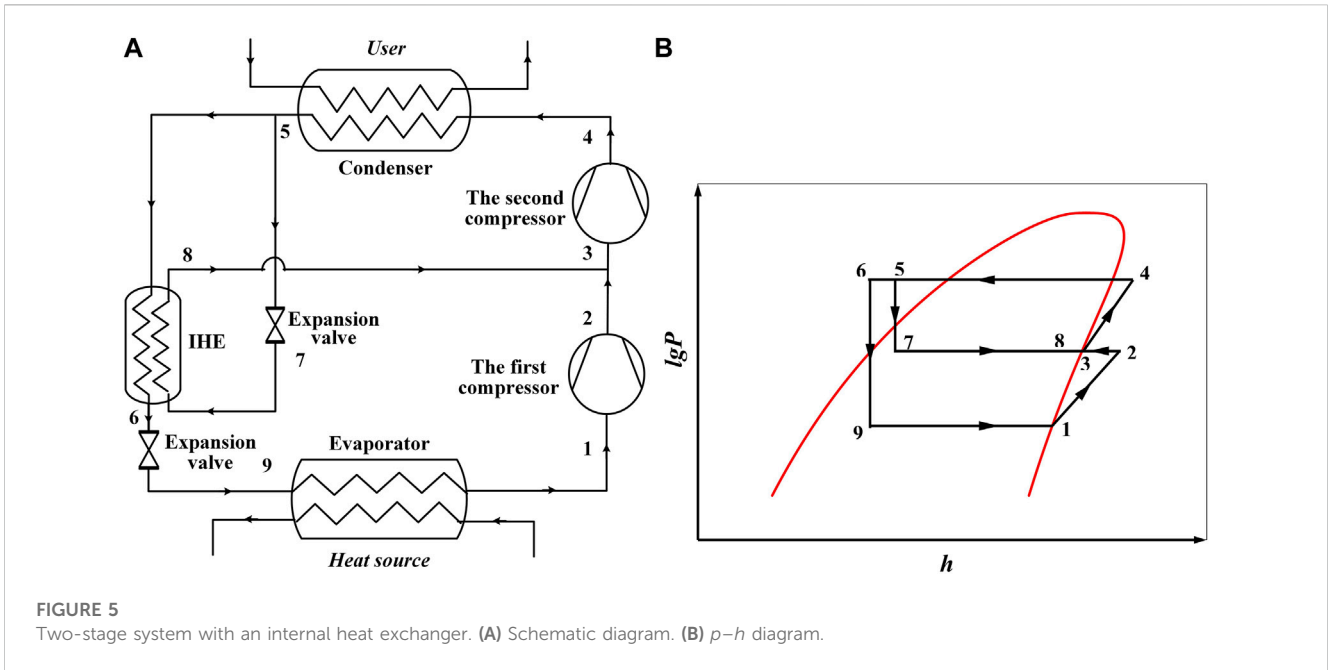 A
User
5
4
Condenser
The second
compressor
3
8
IHE
Expansion
valve
7
2
The first
compressor
6
Expansion
valve
9
Evaporator
1
Heat source
B
lgP
6 5 4
7 8 3 2
9 1
h
FIGURE 5
Two-stage system with an internal heat exchanger. (A) Schematic diagram. (B) p–h diagram.